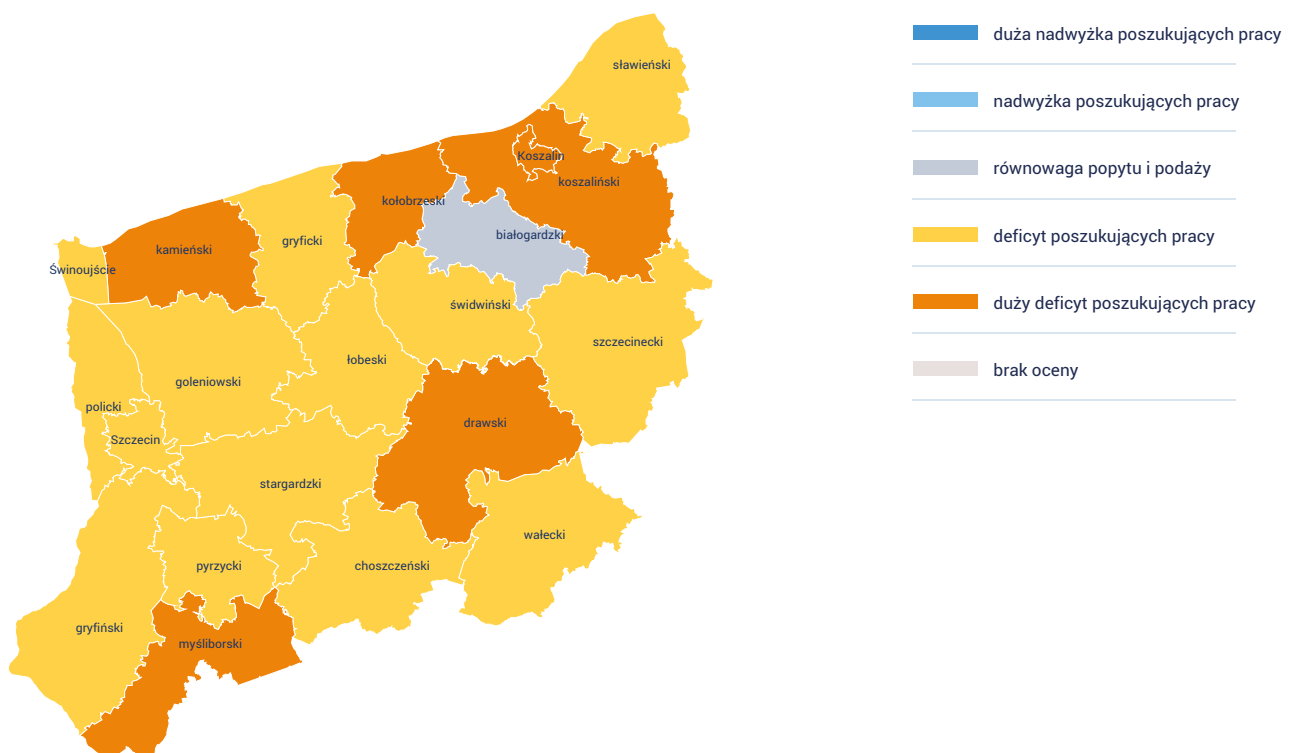 duża nadwyżka poszukujących pracy
nadwyżka poszukujących pracy
równowaga popytu i podaży
deficyt poszukujących pracy
duży deficyt poszukujących pracy
brak oceny
sławieński
Koszalin
koszaliński
kołobrzeski
białogardzki
gryficki
kamieński
Świnoujście
świdwiński
szczecinecki
łobeski
goleniowski
policki
Szczecin
drawski
stargardzki
wałecki
pyrzycki
choszczeński
gryfiński
myśliborski